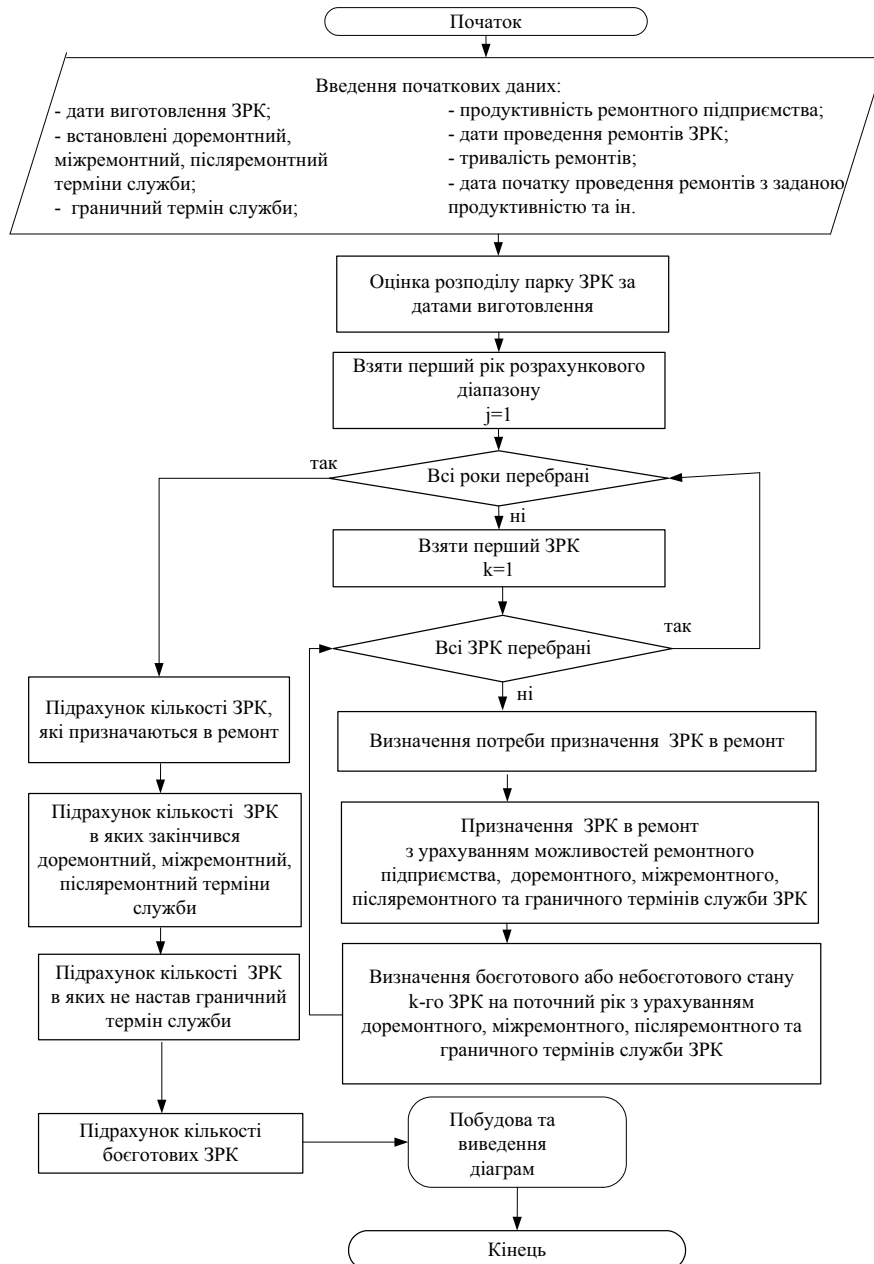 Початок
Введення початкових даних:
- дати виготовлення ЗРК;
- встановлені доремонтний,
міжремонтний, післяремонтний
терміни служби;
- граничний термін служби;
- продуктивність ремонтного підприємства;
- дати проведення ремонтів ЗРК;
- тривалість ремонтів;
- дата початку проведення ремонтів з заданою
продуктивністю та ін.
Оцінка розподілу парку ЗРК за
датами виготовлення
Взяти перший рік розрахункового
діапазону
j=1
так
Всі роки перебрані
ні
Взяти перший ЗРК
k=1
так
Всі ЗРК перебрані
ні
Підрахунок кількості ЗРК,
які призначаються в ремонт
Визначення потреби призначення ЗРК в ремонт
Підрахунок кількості ЗРК
в яких закінчився
доремонтний, міжремонтний,
післяремонтний терміни
служби
Призначення ЗРК в ремонт
з урахуванням можливостей ремонтного
підприємства, доремонтного, міжремонтного,
післяремонтного та граничного термінів служби ЗРК
Підрахунок кількості ЗРК
в яких не настав граничний
термін служби
Визначення боєготового або небоєготового стану
k-го ЗРК на поточний рік з урахуванням
доремонтного, міжремонтного, післяремонтного та
граничного термінів служби ЗРК
Підрахунок кількості
боєготових ЗРК
Побудова та
виведення
діаграм
Кінець